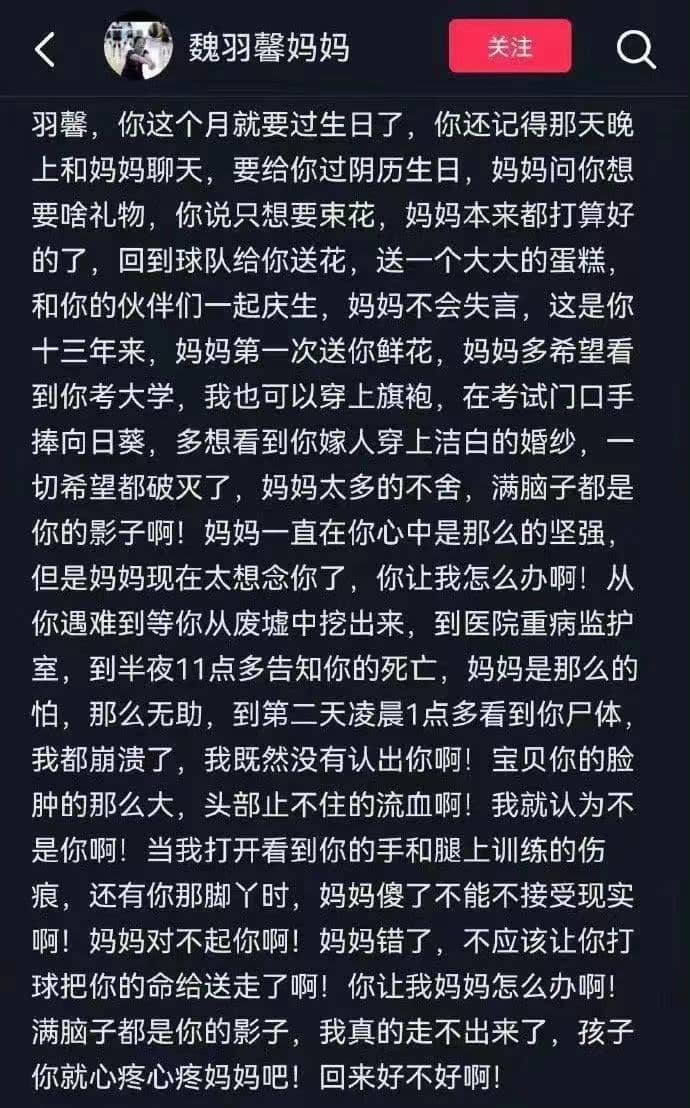 魏羽馨妈妈
关注
羽馨，你这个月就要过生日了，你还记得那天晚
上和妈妈聊天，要给你过阴历生日，妈妈问你想
要啥礼物，你说只想要束花，妈妈本来都打算好
的了，回到球队给你送花，送一个大大的蛋糕，
和你的伙伴们一起庆生，妈妈不会失言，这是你
十三年来，妈妈第一次送你鲜花，妈妈多希望看
到你考大学，我也可以穿上旗袍，在考试门口手
捧向日葵，多想看到你嫁人穿上洁白的婚纱，一
切希望都破灭了，妈妈太多的不舍，满脑子都是
你的影子啊！妈妈一直在你心中是那么的坚强，
但是妈妈现在太想念你了，你让我怎么办啊！从
你遇难到等你从废墟中挖出来，到医院重病监护
室，到半夜11点多告知你的死亡，妈妈是那么的
怕，那么无助，到第二天凌晨1点多看到你尸体，
我都崩溃了，我既然没有认出你啊！宝贝你的脸
肿的那么大，头部止不住的流血啊！我就认为不
是你啊！当我打开看到你的手和腿上训练的伤
痕，还有你那脚丫时，妈妈傻了不能不接受现实
啊！妈妈对不起你啊！妈妈错了，不应该让你打
球把你的命给送走了啊！你让我妈妈怎么办啊！
满脑子都是你的影子，我真的走不出来了，孩子
你就心疼心疼妈妈吧！回来好不好啊！